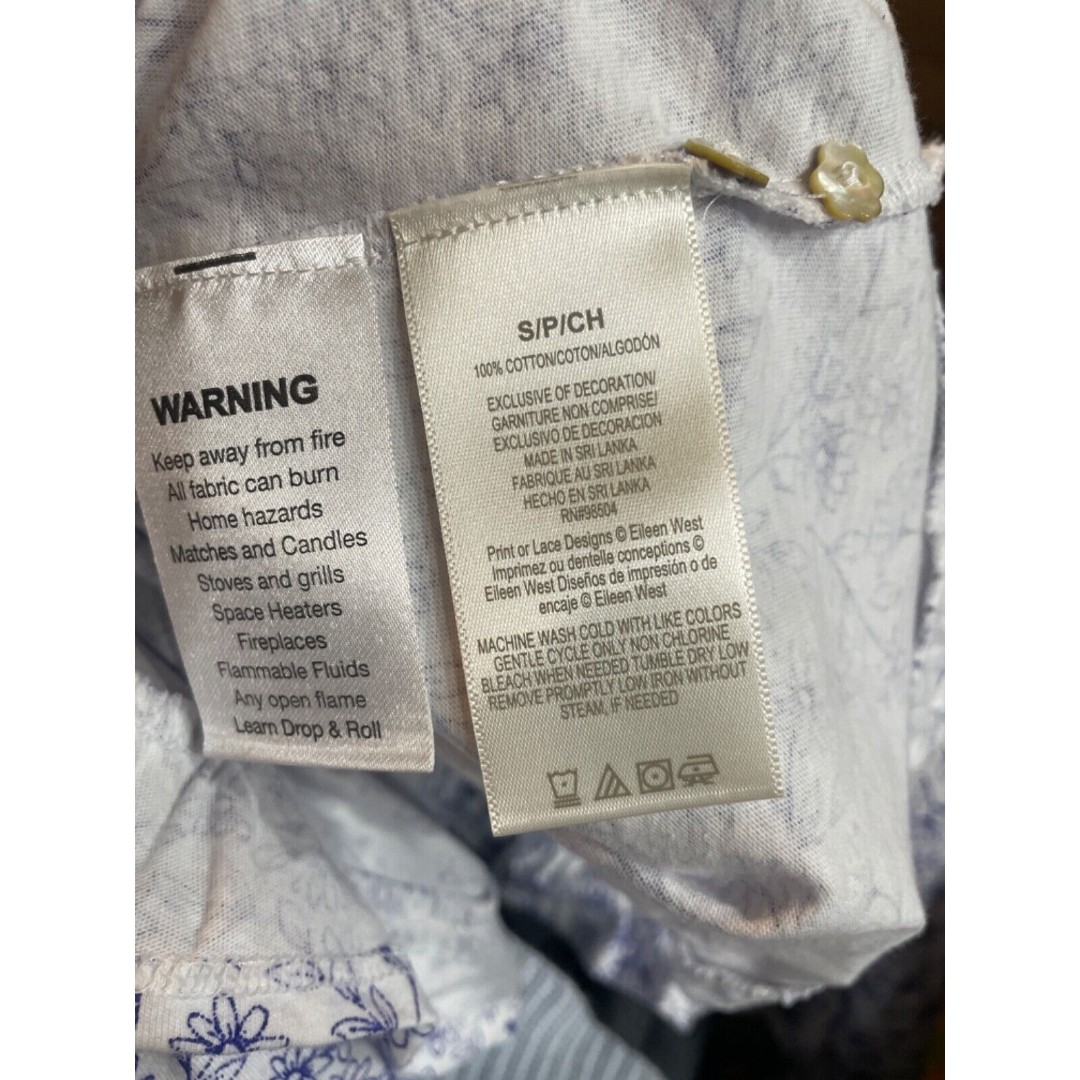 WARNING
Keep away from fire
All fabric can burn
Home hazards
Matches and Candles
Stoves and grills
Space Heaters
Fireplaces
Flammable Fluids
Any open flame
Learn Drop & Roll
S/P/CH
100% COTTON/COTON/ALGODÓN
EXCLUSIVE OF DECORATION/
GARNITURE NON COMPRISE/
EXCLUSIVO DE DECORACION
MADE IN SRI LANKA
FABRIQUE AU SRI LANKA
HECHO EN SRI LANKA
RN#98504
Print or Lace Designs © Eileen West
Imprimez ou dentelle conceptions ©
Eileen West Diseños de impresión o de
encaje © Eileen West
MACHINE WASH COLD WITH LIKE COLORS
GENTLE CYCLE ONLY NON CHLORINE
BLEACH WHEN NEEDED TUMBLE DRY LOW
REMOVE PROMPTLY LOW IRON WITHOUT
STEAM, IF NEEDED